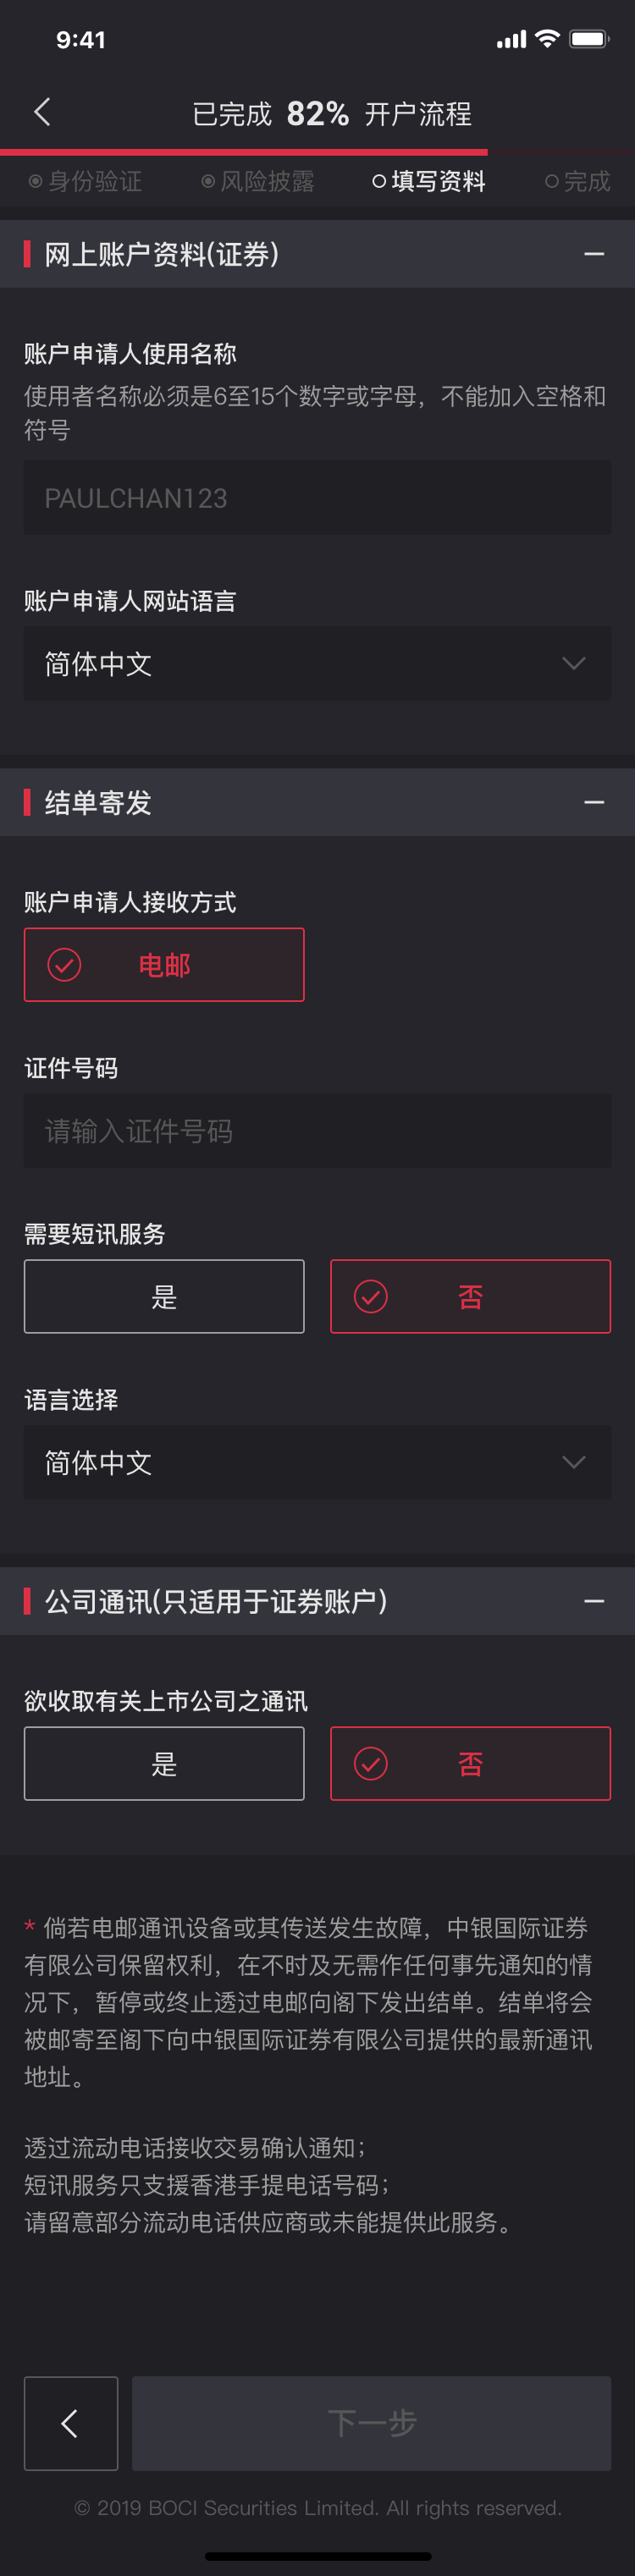 9:41
已完成 82% 开户流程
身份验证 风险披露 填写资料 完成
网上账户资料(证券)
账户申请人使用名称
使用者名称必须是6至15个数字或字母，不能加入空格和
符号
PAULCHAN123
账户申请人网站语言
简体中文
结单寄发
账户申请人接收方式
电邮
证件号码
请输入证件号码
需要短讯服务
是 否
语言选择
简体中文
公司通讯(只适用于证券账户)
欲收取有关上市公司之通讯
是 否
* 倘若电邮通讯设备或其传送发生故障，中银国际证券
有限公司保留权利，在不时及无需作任何事先通知的情
况下，暂停或终止透过电邮向阁下发出结单。结单将会
被邮寄至阁下向中银国际证券有限公司提供的最新通讯
地址。
透过流动电话接收交易确认通知；
短讯服务只支援香港手提电话号码；
请留意部分流动电话供应商或未能提供此服务。
下一步
© 2019 BOCI Securities Limited. All rights reserved.